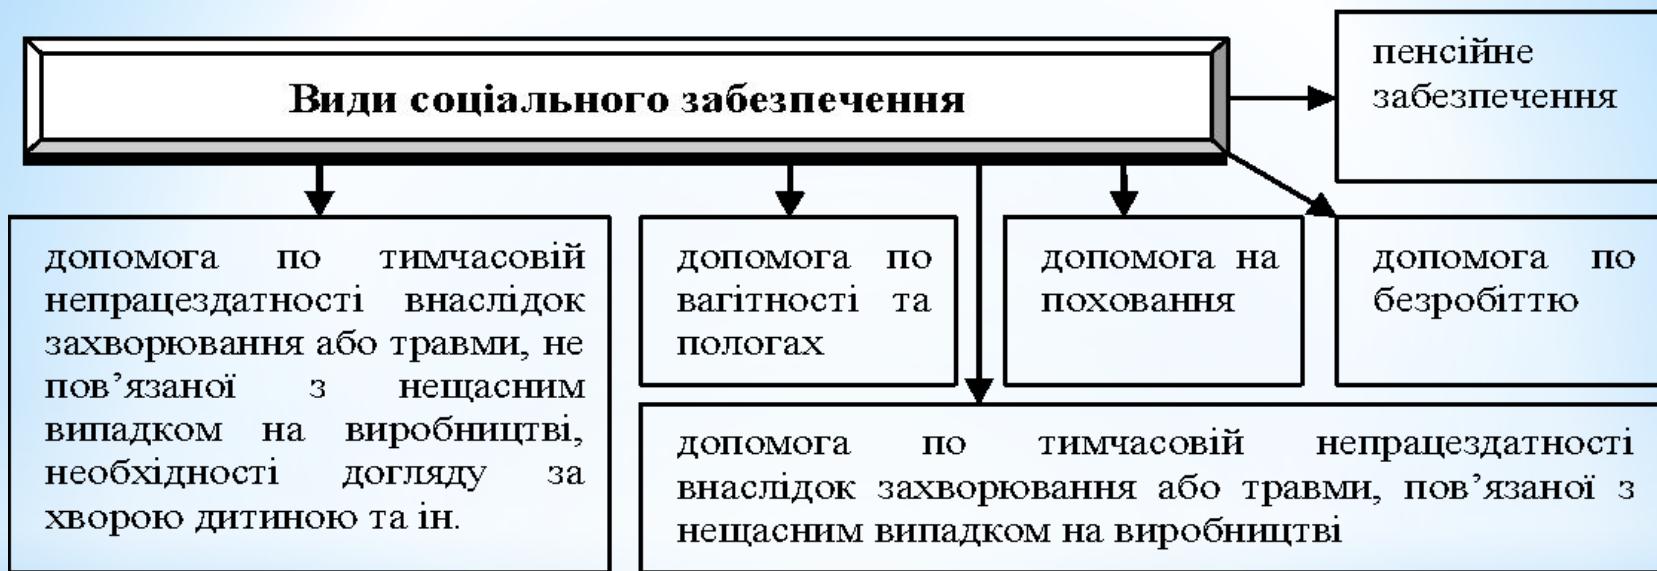 Види соціального забезпечення
пенсійне
забезпечення
допомога по тимчасовій
непрацездатності внаслідок
захворювання або травми, не
пов’язаної з нещасним
випадком на виробництві,
необхідності догляду за
хворою дитиною та ін.
допомога по
вагітності та
пологах
допомога на
поховання
допомога по
безробіттю
допомога по тимчасовій непрацездатності
внаслідок захворювання або травми, пов’язаної з
нещасним випадком на виробництві